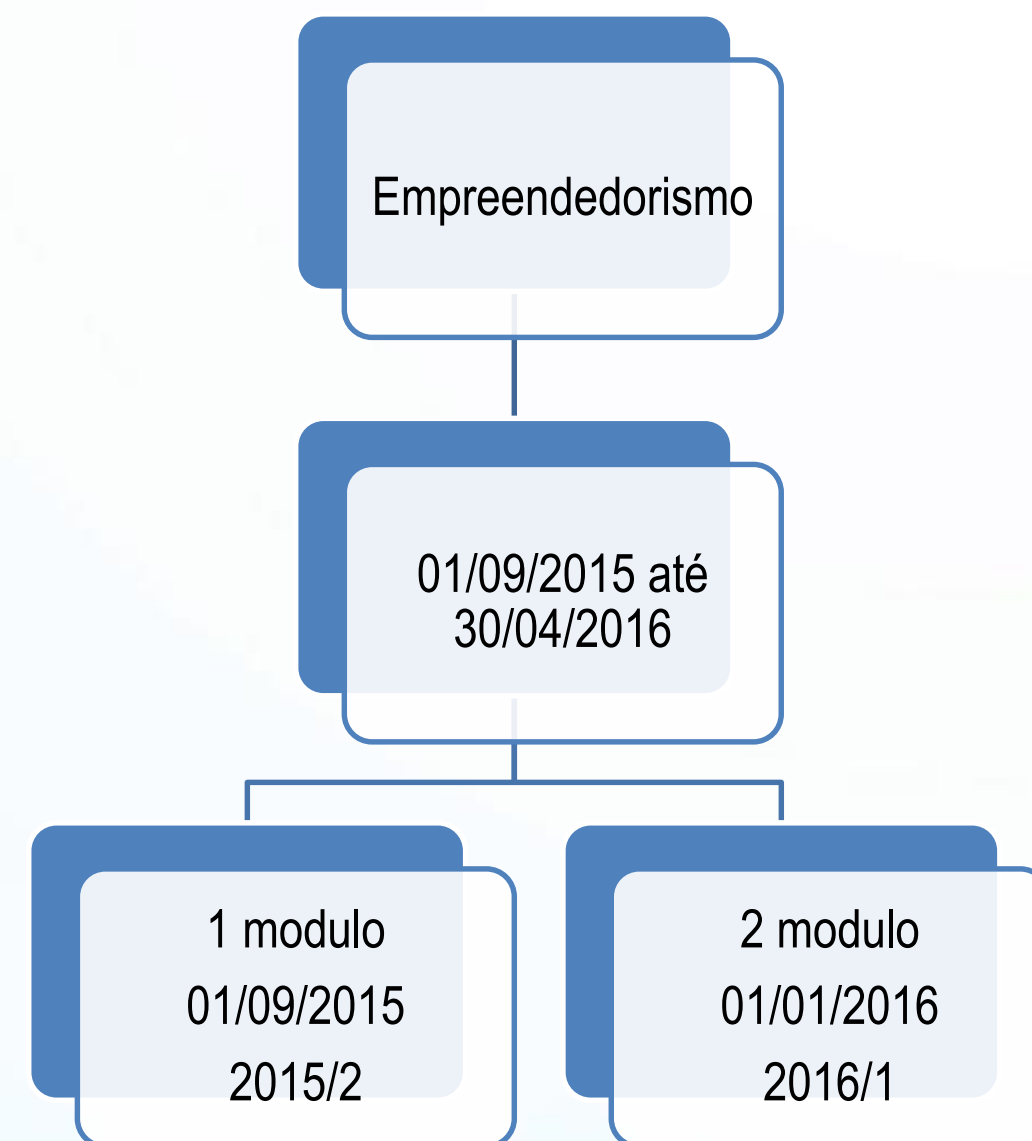 Empreendedorismo
01/09/2015 até
30/04/2016
1 modulo
01/09/2015
2015/2
2 modulo
01/01/2016
2016/1